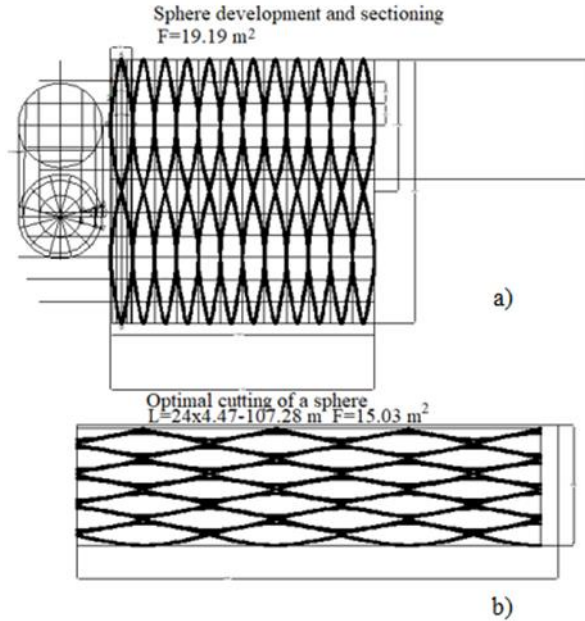 Sphere development and sectioning
F=19.19 m²
a)
Optimal cutting of a sphere
L=24x4.47-107.28 m F=15.03 m²
b)